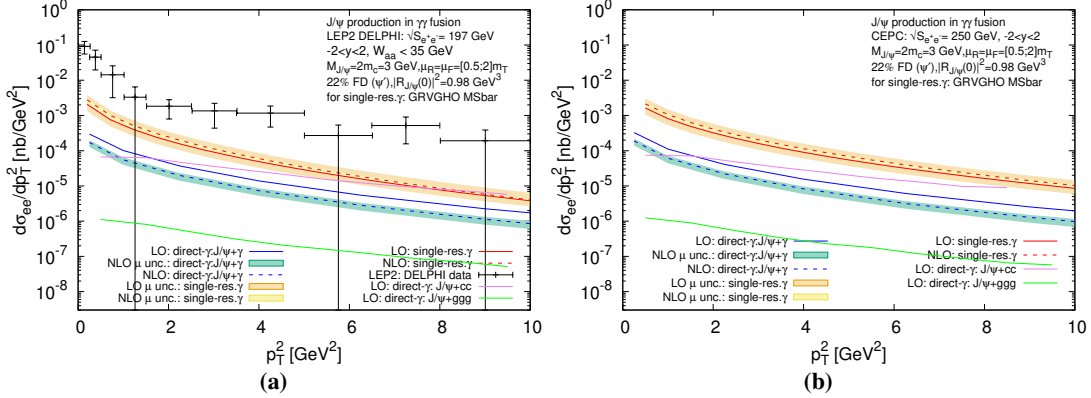 J/ψ production in γγ fusion
LEP2 DELPHI: √S_e⁺e⁻= 197 GeV
-2<y<2, W_aa < 35 GeV
M_J/ψ=2m_c=3 GeV,μ_R=μ_F=[0.5;2]m_T
22% FD (ψ'),|R_J/ψ(0)|²=0.98 GeV³
for single-res.γ: GRVGHO MSbar
dσ_ee/dp_T² [nb/GeV²]
10¹
10⁰
10⁻¹
10⁻²
10⁻³
10⁻⁴
10⁻⁵
10⁻⁶
10⁻⁷
10⁻⁸
LO: direct-γ:J/ψ+γ
NLO μ unc.: direct-γ:J/ψ+γ
NLO: direct-γ:J/ψ+γ
LO μ unc.: single-res.γ
NLO μ unc.: single-res.γ
LO: single-res.γ
NLO: single-res.γ
LEP2: DELPHI data
LO: direct-γ: J/ψ+cc
LO: direct-γ: J/ψ+ggg
0 2 4 6 8 10
p_T² [GeV²]
(a)
J/ψ production in γγ fusion
CEPC: √S_e⁺e⁻= 250 GeV, -2<y<2
M_J/ψ=2m_c=3 GeV,μ_R=μ_F=[0.5;2]m_T
22% FD (ψ'),|R_J/ψ(0)|²=0.98 GeV³
for single-res.γ: GRVGHO MSbar
dσ_ee/dp_T² [nb/GeV²]
10¹
10⁰
10⁻¹
10⁻²
10⁻³
10⁻⁴
10⁻⁵
10⁻⁶
10⁻⁷
10⁻⁸
LO: direct-γ:J/ψ+γ
NLO μ unc.: direct-γ:J/ψ+γ
NLO: direct-γ:J/ψ+γ
LO μ unc.: single-res.γ
NLO μ unc.: single-res.γ
LO: single-res.γ
NLO: single-res.γ
LO: direct-γ: J/ψ+cc
LO: direct-γ: J/ψ+ggg
0 2 4 6 8 10
p_T² [GeV²]
(b)